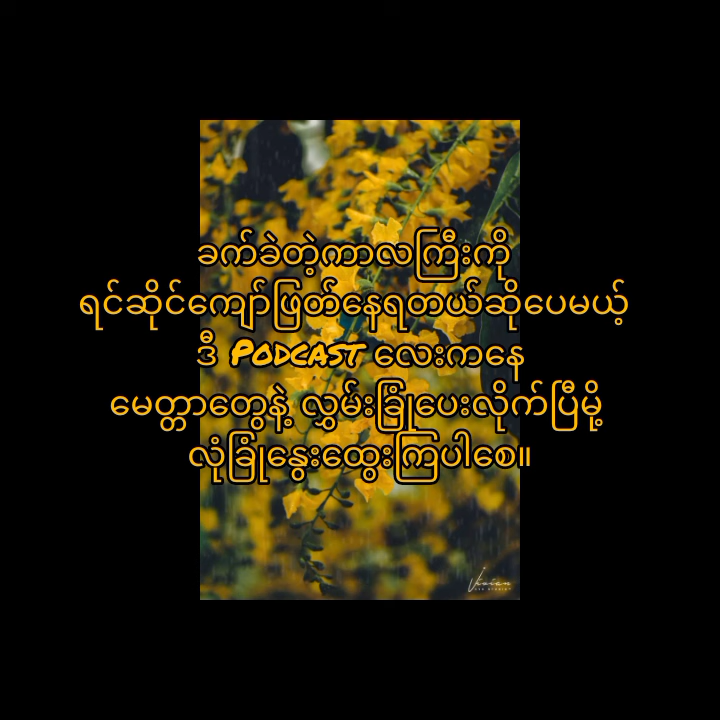 ခက်ခဲတဲ့ကာလကြီးကို
ရင်ဆိုင်ကျော်ဖြတ်နေရတယ်ဆိုပေမယ့်
ဒီ Podcast လေးကနေ
မေတ္တာတွေနဲ့ လွှမ်းခြုံပေးလိုက်ပြီမို့
လုံခြုံနွေးထွေးကြပါစေ။
Vivien